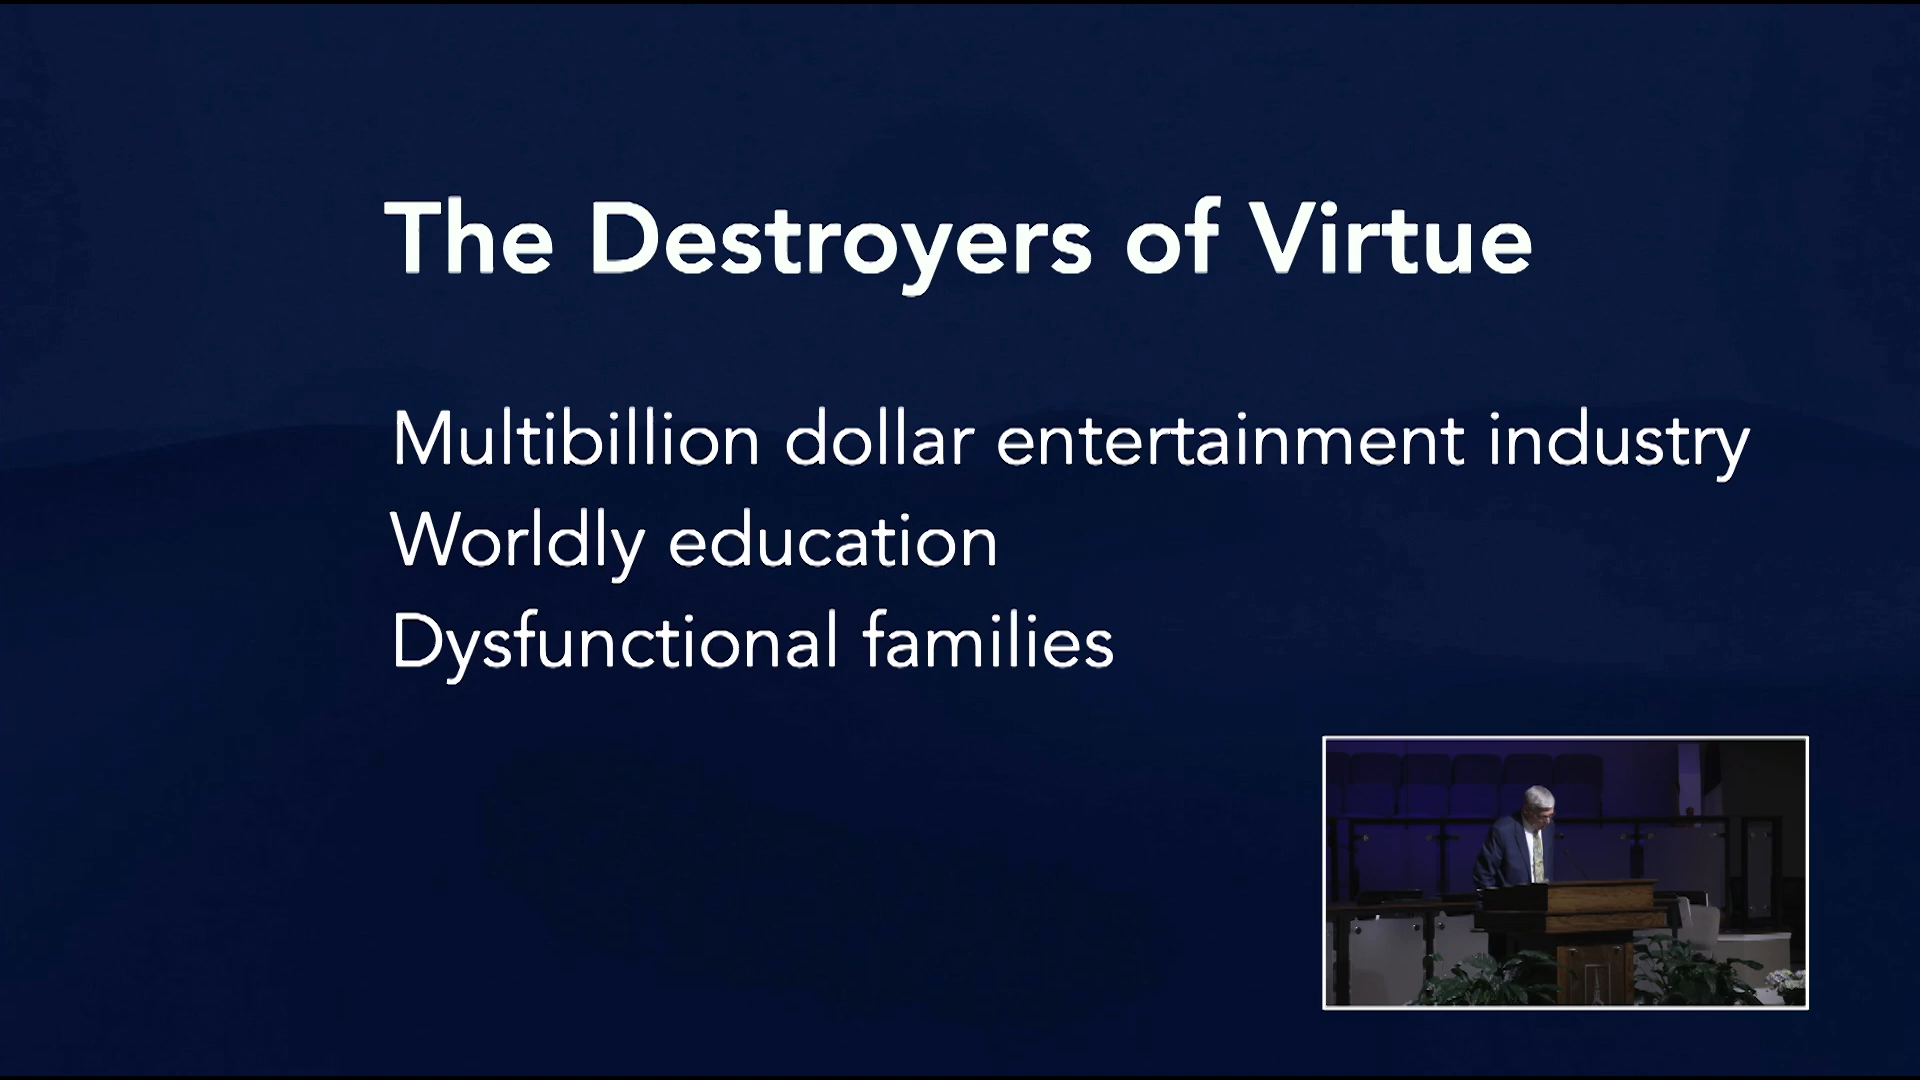 The Destroyers of Virtue
Multibillion dollar entertainment industry
Worldly education
Dysfunctional families